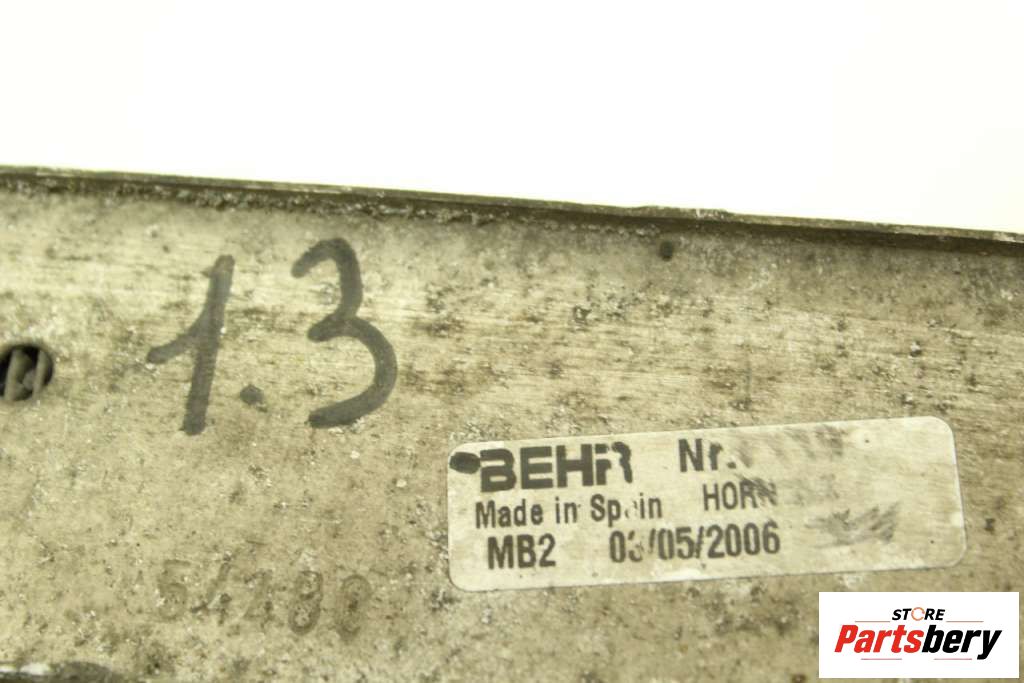 1.3
BEHR Nr.
Made in Spain HORN
MB2 03/05/2006
STORE
Partsbery